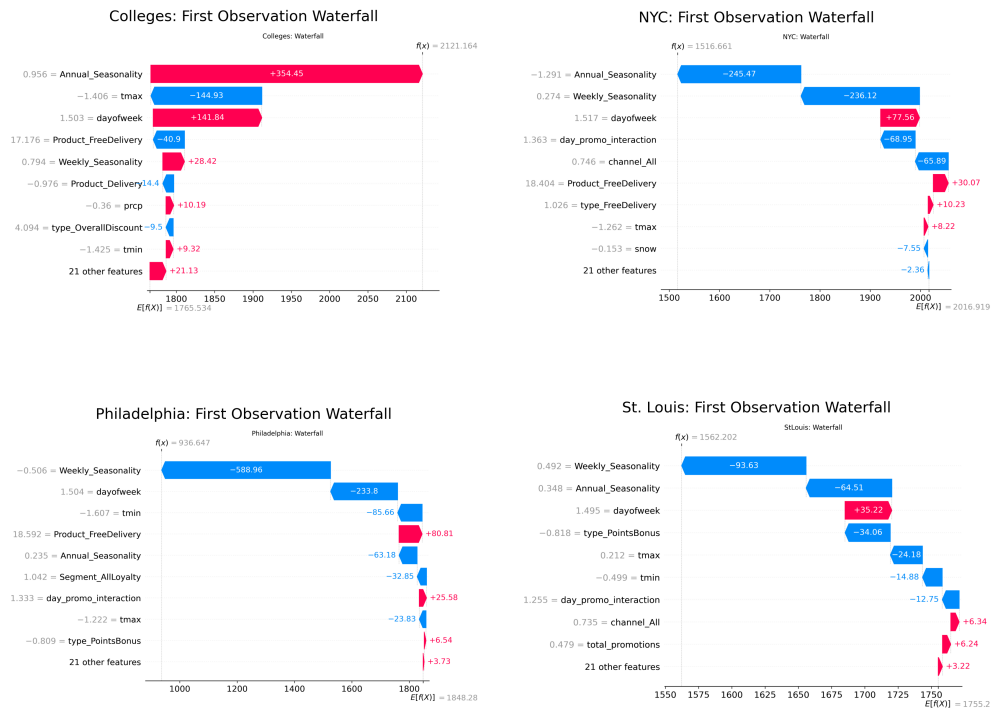 Colleges: First Observation Waterfall
Colleges: Waterfall
f(x) = 2121.164
0.956 = Annual_Seasonality +354.45
−1.406 = tmax −144.93
1.503 = dayofweek +141.84
17.176 = Product_FreeDelivery −40.9
0.794 = Weekly_Seasonality +28.42
−0.976 = Product_Delivery 14.4
−0.36 = prcp +10.19
4.094 = type_OverallDiscount −9.5
−1.425 = tmin +9.32
21 other features +21.13
1800 1850 1900 1950 2000 2050 2100
E[f(X)] = 1765.534
NYC: First Observation Waterfall
NYC: Waterfall
f(x) = 1516.661
−1.291 = Annual_Seasonality −245.47
0.274 = Weekly_Seasonality −236.12
1.517 = dayofweek +77.56
1.363 = day_promo_interaction −68.95
0.746 = channel_All −65.89
18.404 = Product_FreeDelivery +30.07
1.026 = type_FreeDelivery +10.23
−1.262 = tmax +8.22
−0.153 = snow −7.55
21 other features −2.36
1500 1600 1700 1800 1900 2000
E[f(X)] = 2016.919
Philadelphia: First Observation Waterfall
Philadelphia: Waterfall
f(x) = 936.647
−0.506 = Weekly_Seasonality −588.96
1.504 = dayofweek −233.8
−1.607 = tmin −85.66
18.592 = Product_FreeDelivery +80.81
0.235 = Annual_Seasonality −63.18
1.042 = Segment_AllLoyalty −32.85
1.333 = day_promo_interaction +25.58
−1.222 = tmax −23.83
−0.809 = type_PointsBonus +6.54
21 other features +3.73
1000 1200 1400 1600 1800
E[f(X)] = 1848.28
St. Louis: First Observation Waterfall
StLouis: Waterfall
f(x) = 1562.202
0.492 = Weekly_Seasonality −93.63
0.348 = Annual_Seasonality −64.51
1.495 = dayofweek +35.22
−0.818 = type_PointsBonus −34.06
0.212 = tmax −24.18
−0.499 = tmin −14.88
1.255 = day_promo_interaction −12.75
0.735 = channel_All +6.34
0.479 = total_promotions +6.24
21 other features +3.22
1550 1575 1600 1625 1650 1675 1700 1725 1750
E[f(X)] = 1755.2